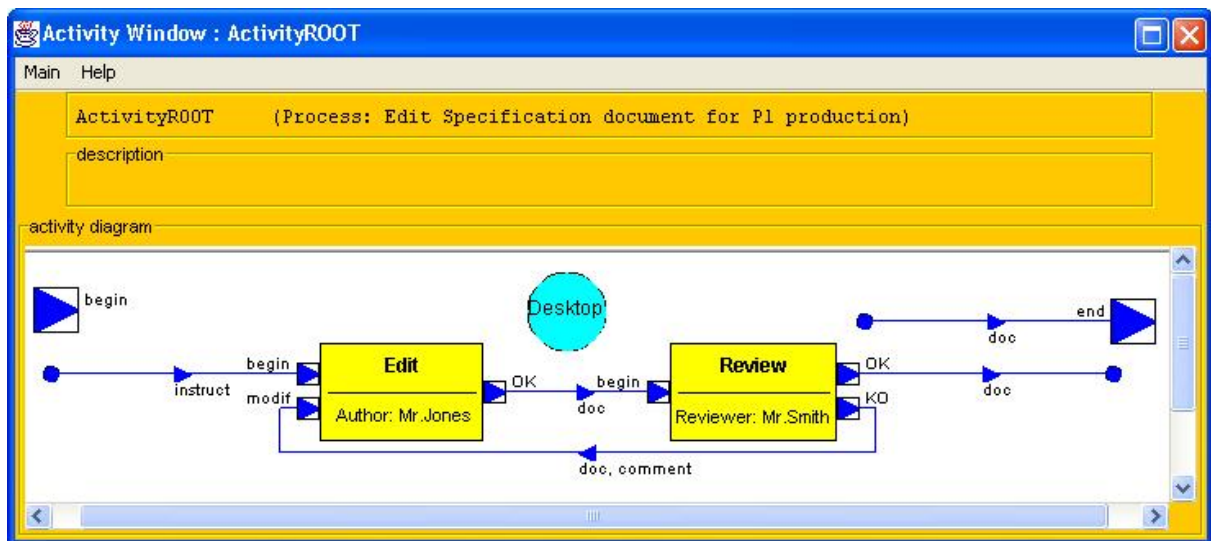 Activity Window : ActivityROOT
Main Help
ActivityROOT (Process: Edit Specification document for P1 production)
description
activity diagram
begin
Desktop
end
doc
begin
Edit
OK
begin
Review
OK
instruct
modif
Author: Mr.Jones
doc
Reviewer: Mr.Smith
KO
doc
doc, comment